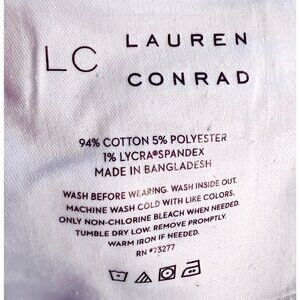 LC LAUREN
CONRAD
94% COTTON 5% POLYESTER
1% LYCRA®SPANDEX
MADE IN BANGLADESH
WASH BEFORE WEARING. WASH INSIDE OUT.
MACHINE WASH COLD WITH LIKE COLORS.
ONLY NON-CHLORINE BLEACH WHEN NEEDED.
TUMBLE DRY LOW. REMOVE PROMPTLY.
WARM IRON IF NEEDED.
RN #73277